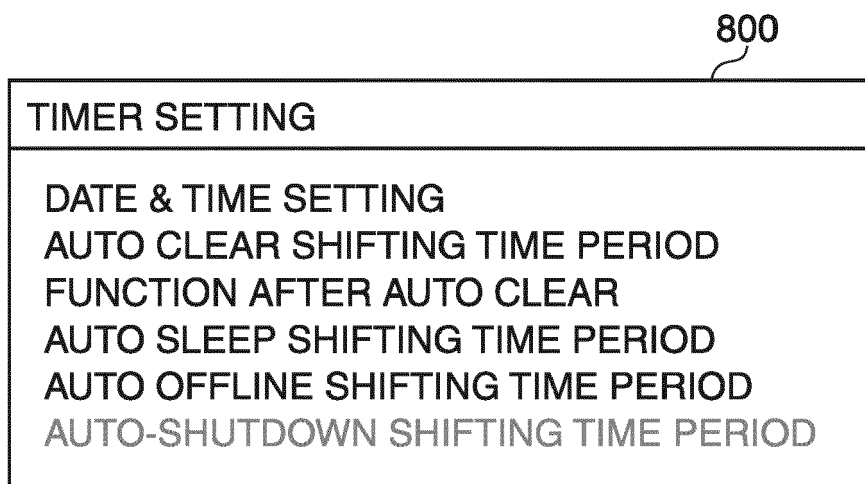 800
TIMER SETTING
DATE & TIME SETTING
AUTO CLEAR SHIFTING TIME PERIOD
FUNCTION AFTER AUTO CLEAR
AUTO SLEEP SHIFTING TIME PERIOD
AUTO OFFLINE SHIFTING TIME PERIOD
AUTO-SHUTDOWN SHIFTING TIME PERIOD